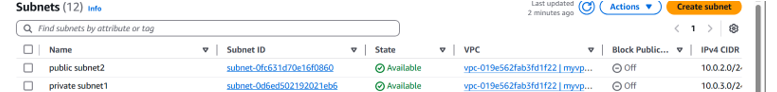 Subnets (12) Info
Last updated
2 minutes ago
Actions
Create subnet
Find subnets by attribute or tag
1
Name Subnet ID State VPC Block Public... IPv4 CIDR
public subnet2 subnet-0fc631d70e16f0860 Available vpc-019e562fab3fd1f22 | myvp... Off 10.0.2.0/2
private subnet1 subnet-0d6ed502192021eb6 Available vpc-019e562fab3fd1f22 | myvp... Off 10.0.3.0/2